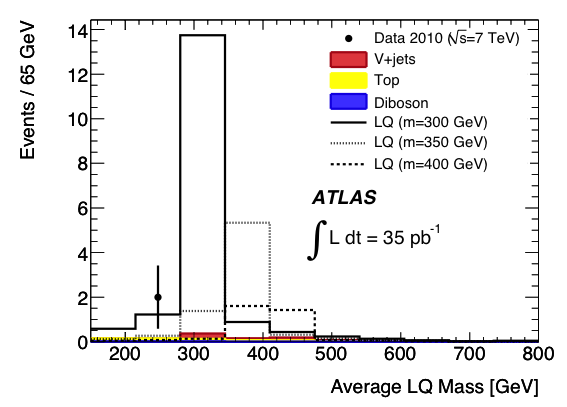 Events / 65 GeV
14
12
10
8
6
4
2
0
Data 2010 (√s=7 TeV)
V+jets
Top
Diboson
LQ (m=300 GeV)
LQ (m=350 GeV)
LQ (m=400 GeV)
ATLAS
∫ L dt = 35 pb⁻¹
200 300 400 500 600 700 800
Average LQ Mass [GeV]